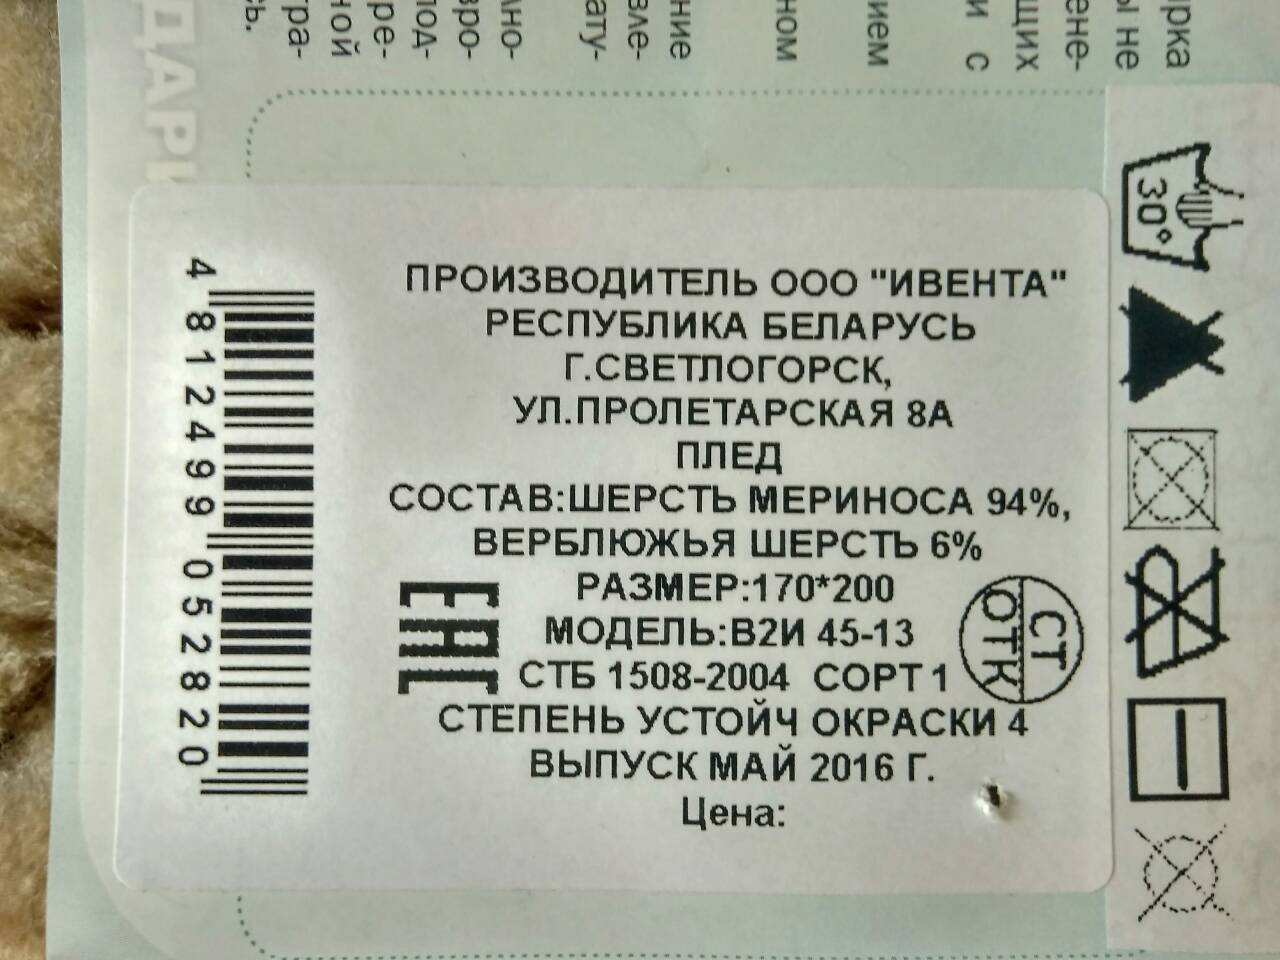 ПРОИЗВОДИТЕЛЬ ООО "ИВЕНТА"
РЕСПУБЛИКА БЕЛАРУСЬ
Г.СВЕТЛОГОРСК,
УЛ.ПРОЛЕТАРСКАЯ 8А
ПЛЕД
СОСТАВ:ШЕРСТЬ МЕРИНОСА 94%,
ВЕРБЛЮЖЬЯ ШЕРСТЬ 6%
РАЗМЕР:170*200
МОДЕЛЬ:В2И 45-13
СТБ 1508-2004 СОРТ 1
СТЕПЕНЬ УСТОЙЧ ОКРАСКИ 4
ВЫПУСК МАЙ 2016 Г.
Цена:
4 812499 052820
ЕАС
СТ
ОТК
30°